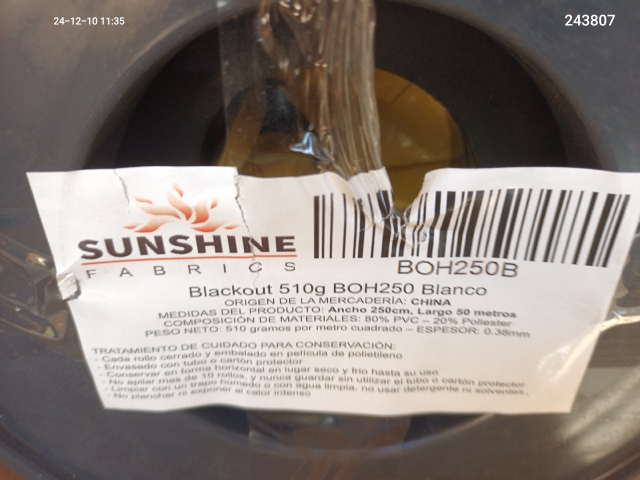 24-12-10 11:35
243807
SUNSHINE
FABRICS
BOH250B
Blackout 510g BOH250 Blanco
ORIGEN DE LA MERCADERÍA: CHINA
MEDIDAS DEL PRODUCTO: Ancho 250cm, Largo 50 metros
COMPOSICIÓN DE MATERIALES: 80% PVC – 20% Poliester
PESO NETO: 510 gramos por metro cuadrado – ESPESOR: 0.38mm
TRATAMIENTO DE CUIDADO PARA CONSERVACIÓN:
- Cada rollo cerrado y embalado en película de polietileno
- Envasado con tubo o cartón protector
- Conservar en forma horizontal en lugar seco y frio hasta su uso
- No apilar mas de 10 rollos, y nunca guardar sin utilizar el tubo o cartón protector
- Limpiar con un trapo humedo o con agua limpia, no usar detergente ni solventes.
- No planchar ni exponer al calor intenso